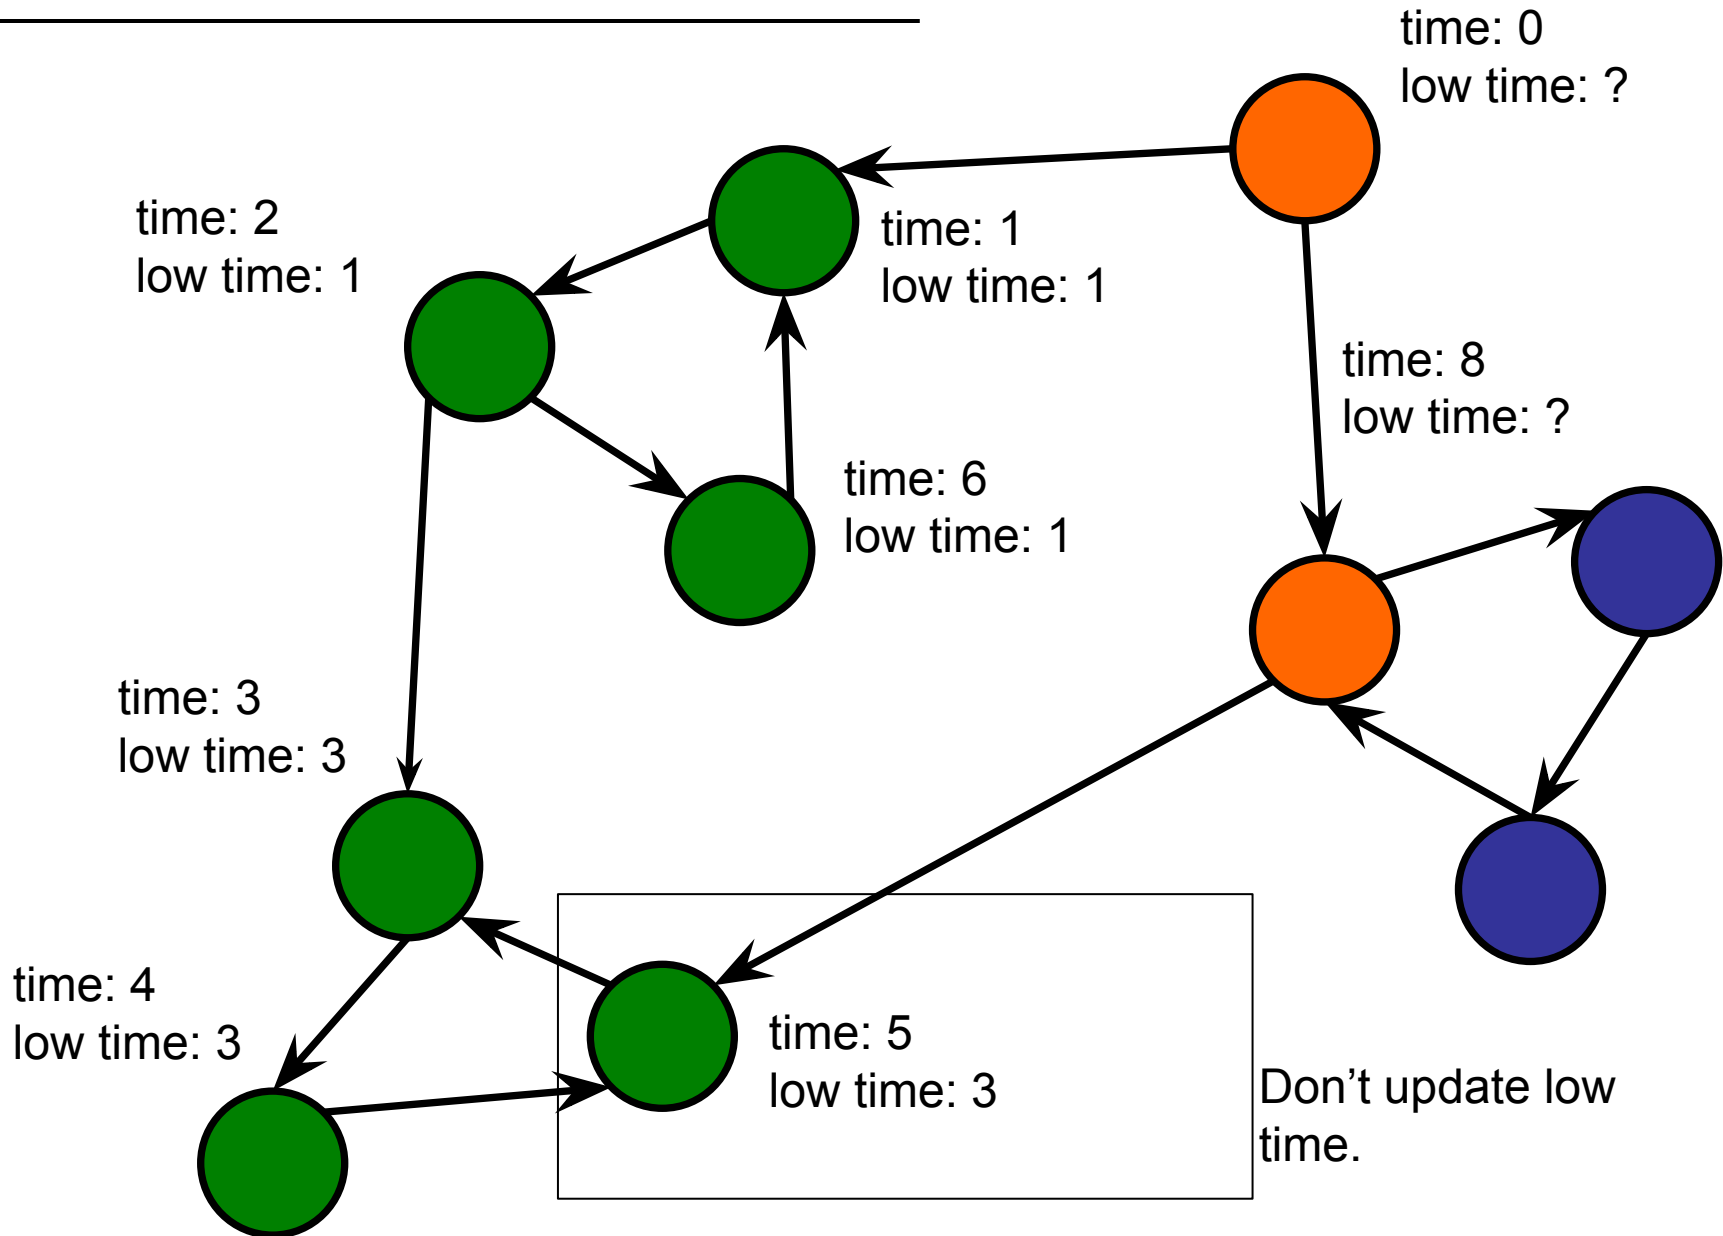 time: 0
low time: ?
time: 2
low time: 1
time: 1
low time: 1
time: 8
low time: ?
time: 6
low time: 1
time: 3
low time: 3
time: 4
low time: 3
time: 5
low time: 3
Don’t update low
time.